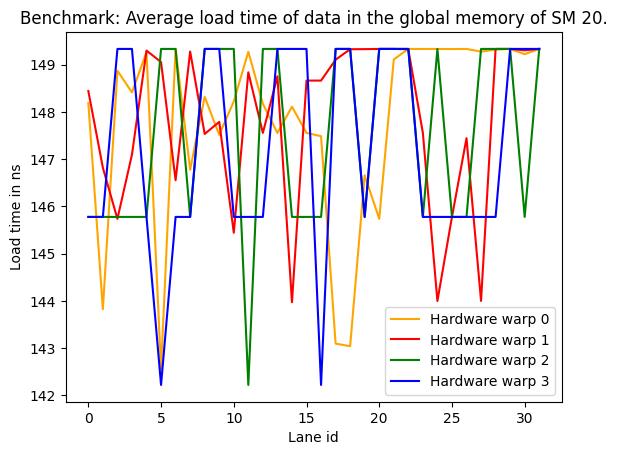 Benchmark: Average load time of data in the global memory of SM 20.
149
148
147
146
145
144
143
142
Load time in ns
0 5 10 15 20 25 30
Lane id
Hardware warp 0
Hardware warp 1
Hardware warp 2
Hardware warp 3